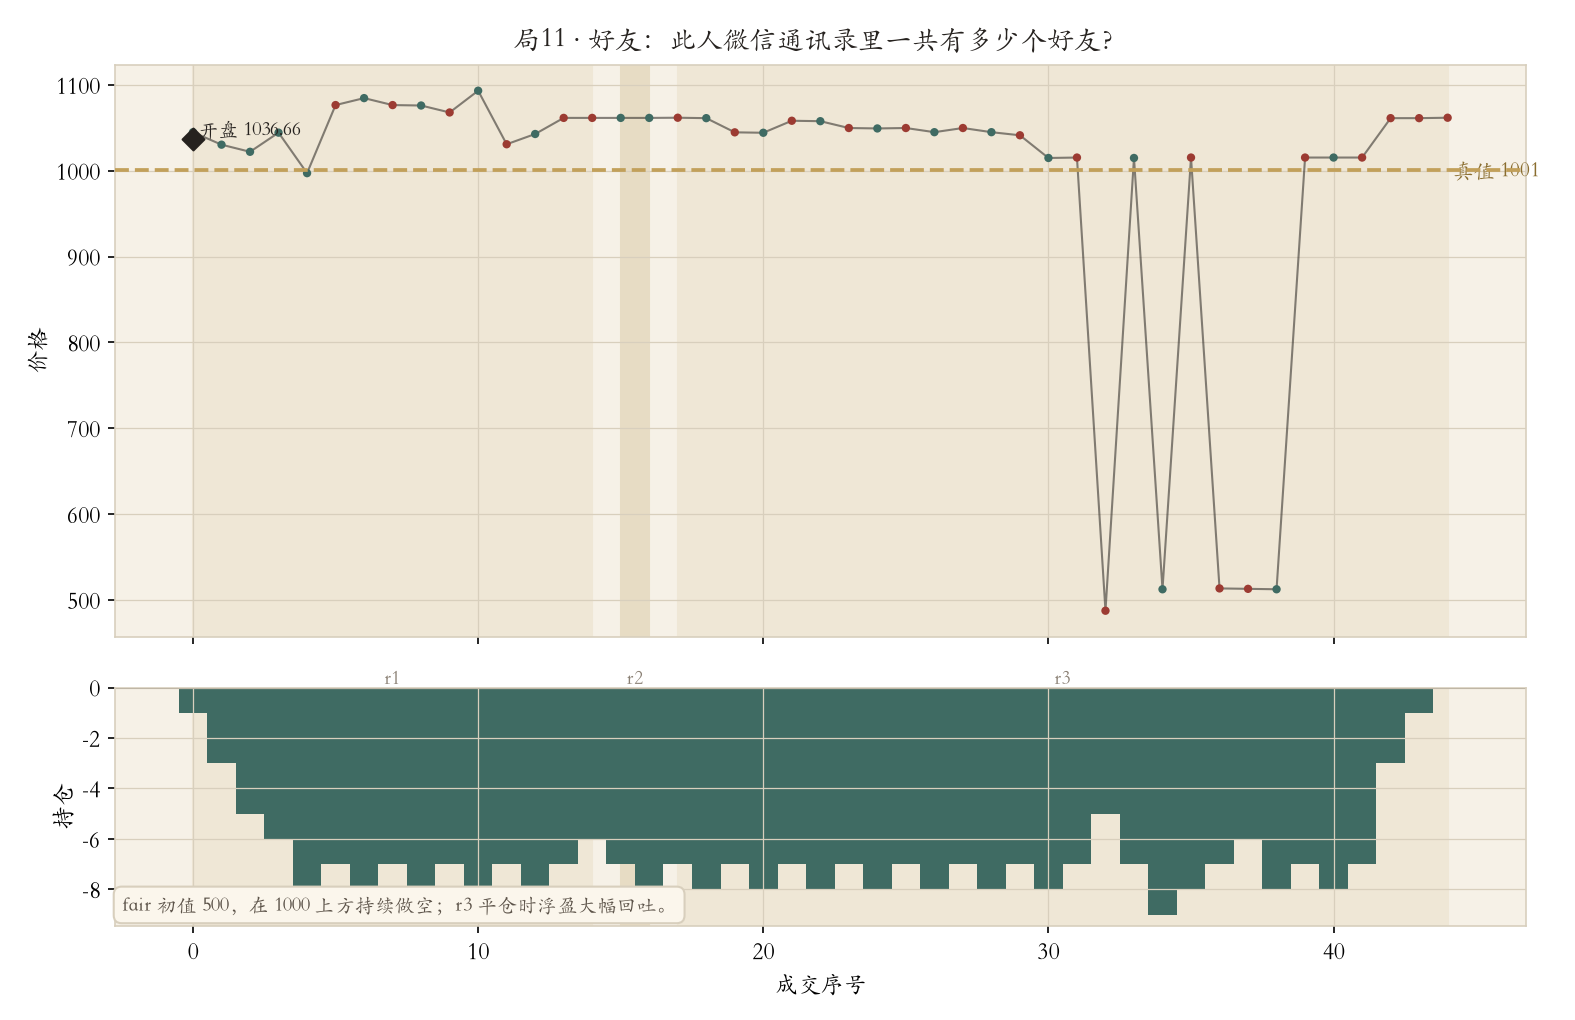 局11 · 好友：此人微信通讯录里一共有多少个好友?
1100
1000
900
800
700
600
500
价格
开盘 1036.66
真值 1001
r1
r2
r3
0
-2
-4
-6
-8
持仓
fair 初值 500，在 1000 上方持续做空；r3 平仓时浮盈大幅回吐。
0
10
20
30
40
成交序号